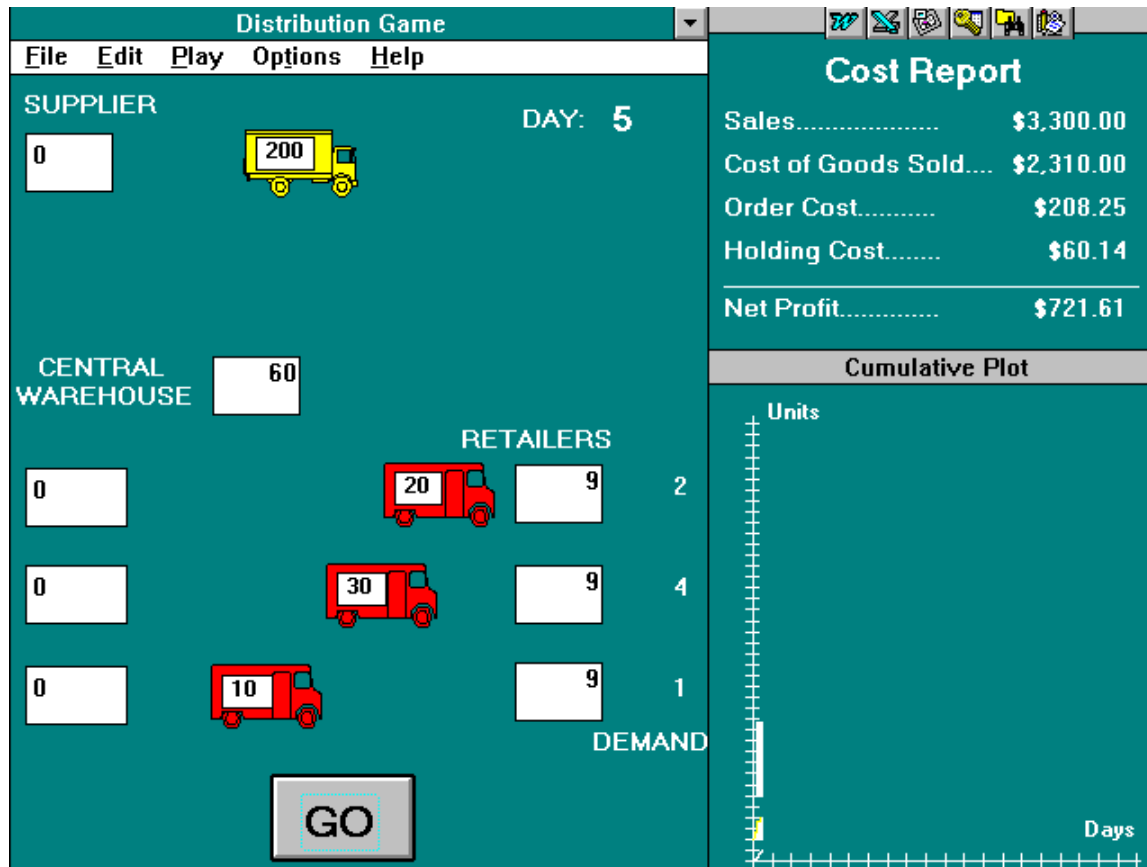 Distribution Game
File Edit Play Options Help
SUPPLIER
DAY: 5
0
200
CENTRAL
WAREHOUSE
60
RETAILERS
0
20
9
2
0
30
9
4
0
10
9
1
DEMAND
GO
W
Cost Report
Sales.................... $3,300.00
Cost of Goods Sold.... $2,310.00
Order Cost........... $208.25
Holding Cost........ $60.14
Net Profit.............. $721.61
Cumulative Plot
Units
Days